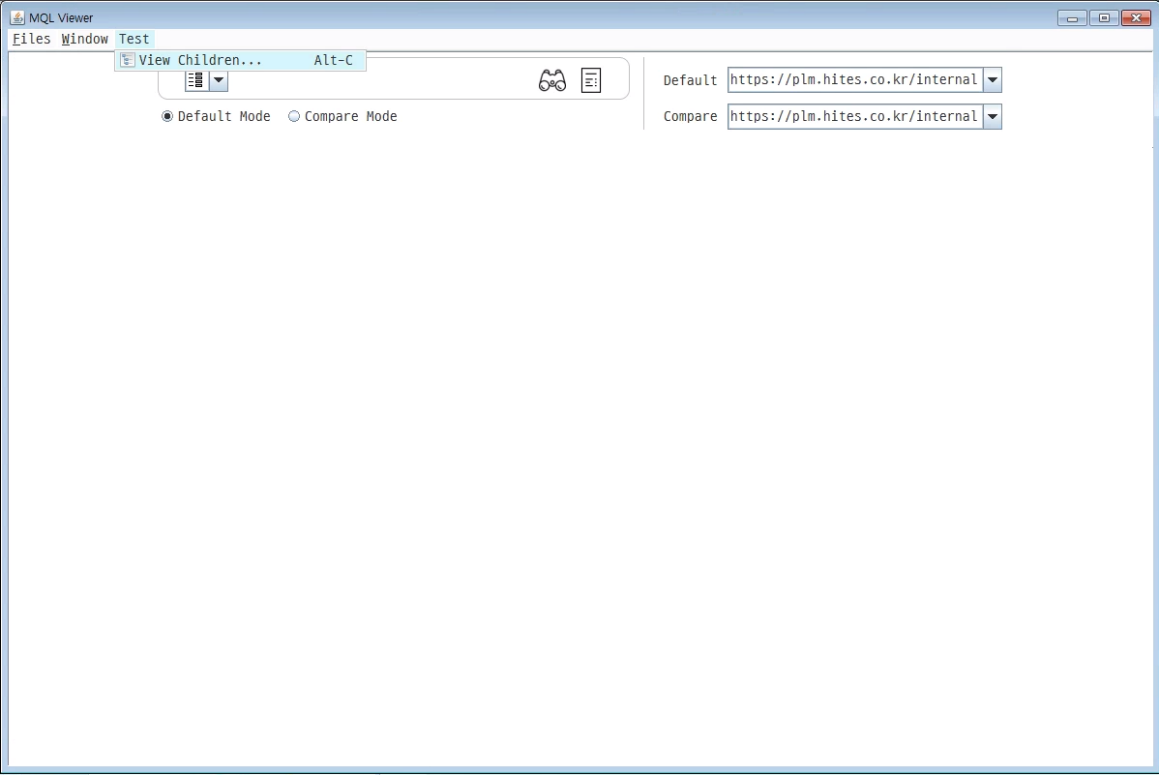 MQL Viewer
Files Window Test
View Children... Alt-C
Default https://plm.hites.co.kr/internal
Default Mode Compare Mode
Compare https://plm.hites.co.kr/internal